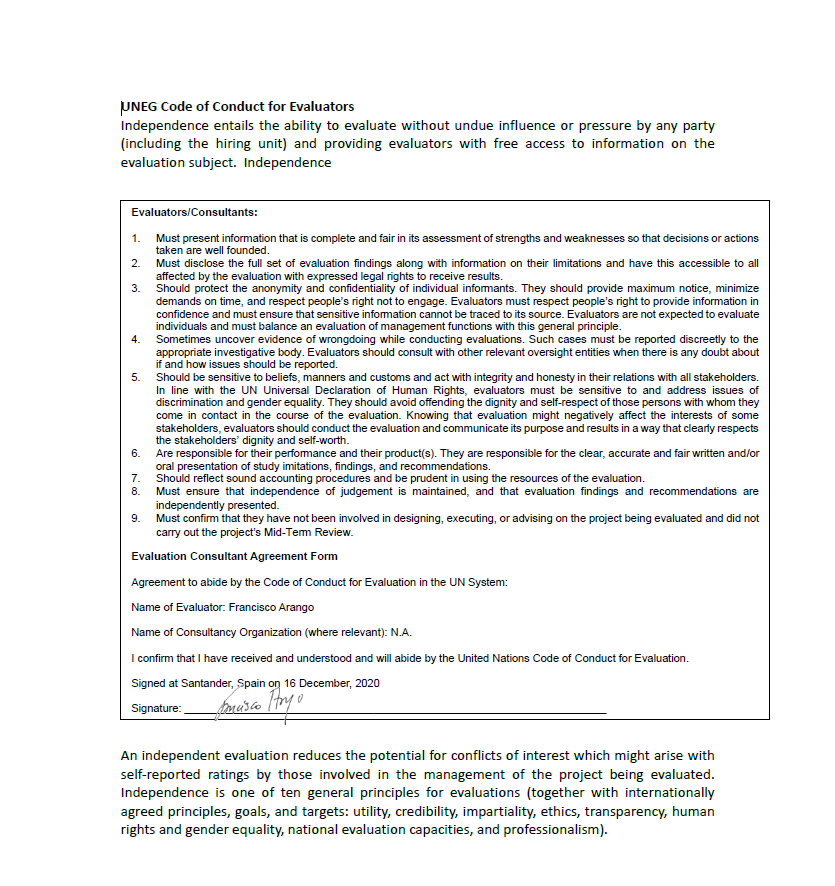 UNEG Code of Conduct for Evaluators
Independence entails the ability to evaluate without undue influence or pressure by any party
(including the hiring unit) and providing evaluators with free access to information on the
evaluation subject. Independence
Evaluators/Consultants:
1. Must present information that is complete and fair in its assessment of strengths and weaknesses so that decisions or actions
taken are well founded.
2. Must disclose the full set of evaluation findings along with information on their limitations and have this accessible to all
affected by the evaluation with expressed legal rights to receive results.
3. Should protect the anonymity and confidentiality of individual informants. They should provide maximum notice, minimize
demands on time, and respect people's right not to engage. Evaluators must respect people's right to provide information in
confidence and must ensure that sensitive information cannot be traced to its source. Evaluators are not expected to evaluate
individuals and must balance an evaluation of management functions with this general principle.
4. Sometimes uncover evidence of wrongdoing while conducting evaluations. Such cases must be reported discreetly to the
appropriate investigative body. Evaluators should consult with other relevant oversight entities when there is any doubt about
if and how issues should be reported.
5. Should be sensitive to beliefs, manners and customs and act with integrity and honesty in their relations with all stakeholders.
In line with the UN Universal Declaration of Human Rights, evaluators must be sensitive to and address issues of
discrimination and gender equality. They should avoid offending the dignity and self-respect of those persons with whom they
come in contact in the course of the evaluation. Knowing that evaluation might negatively affect the interests of some
stakeholders, evaluators should conduct the evaluation and communicate its purpose and results in a way that clearly respects
the stakeholders' dignity and self-worth.
6. Are responsible for their performance and their product(s). They are responsible for the clear, accurate and fair written and/or
oral presentation of study imitations, findings, and recommendations.
7. Should reflect sound accounting procedures and be prudent in using the resources of the evaluation.
8. Must ensure that independence of judgement is maintained, and that evaluation findings and recommendations are
independently presented.
9. Must confirm that they have not been involved in designing, executing, or advising on the project being evaluated and did not
carry out the project's Mid-Term Review.
Evaluation Consultant Agreement Form
Agreement to abide by the Code of Conduct for Evaluation in the UN System:
Name of Evaluator: Francisco Arango
Name of Consultancy Organization (where relevant): N.A.
I confirm that I have received and understood and will abide by the United Nations Code of Conduct for Evaluation.
Signed at Santander, Spain on 16 December, 2020
Signature:
An independent evaluation reduces the potential for conflicts of interest which might arise with
self-reported ratings by those involved in the management of the project being evaluated.
Independence is one of ten general principles for evaluations (together with internationally
agreed principles, goals, and targets: utility, credibility, impartiality, ethics, transparency, human
rights and gender equality, national evaluation capacities, and professionalism).